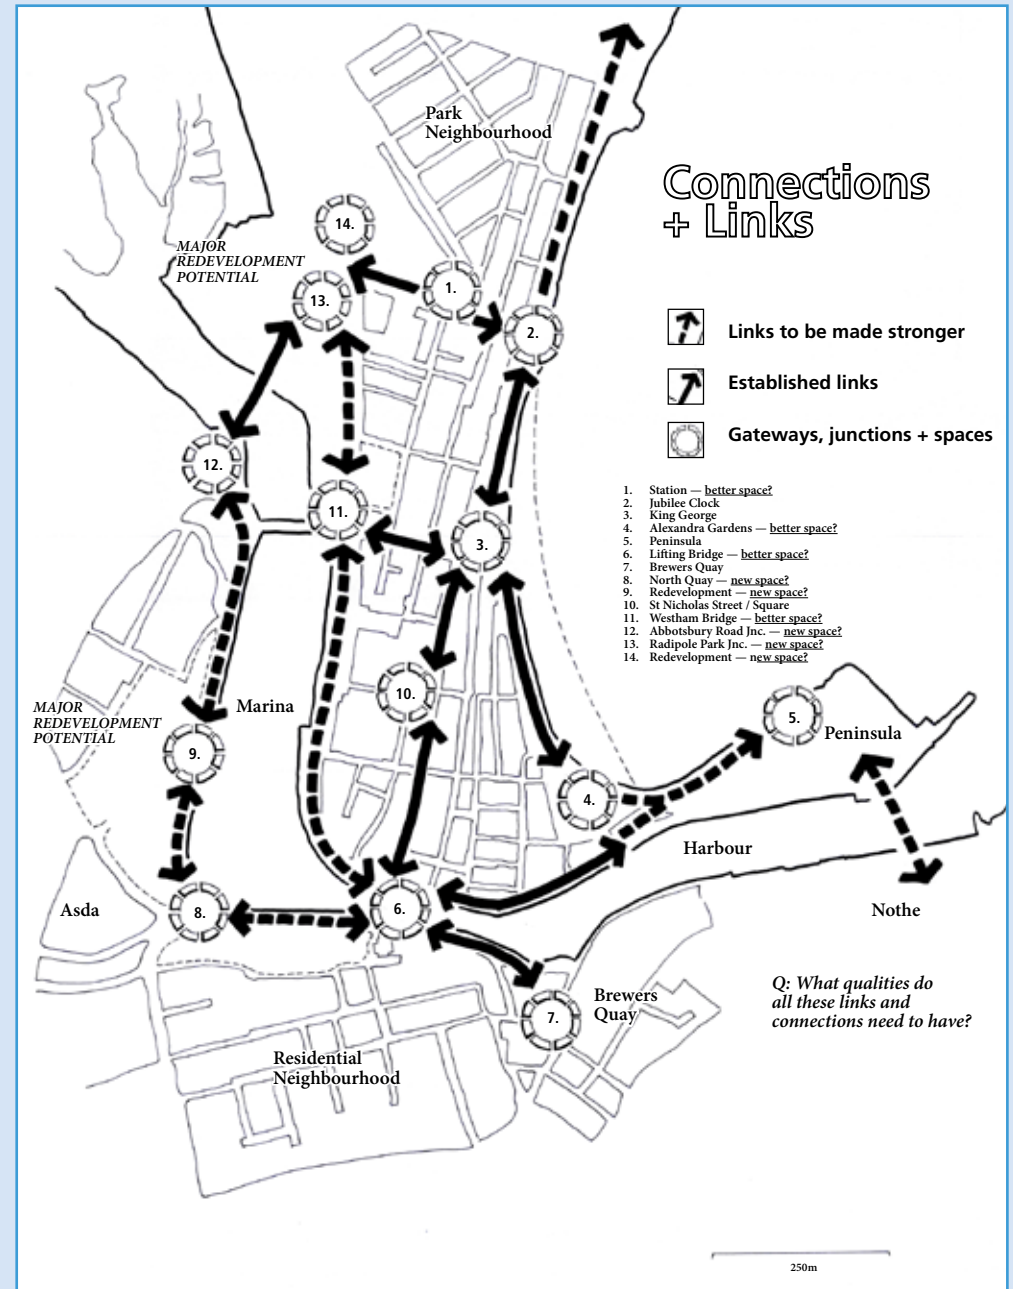 Park
Neighbourhood
Connections
+ Links
14.
MAJOR
REDEVELOPMENT
POTENTIAL
1.
13.
2.
Links to be made stronger
Established links
Gateways, junctions + spaces
12.
11.
3.
1. Station — better space?
2. Jubilee Clock
3. King George
4. Alexandra Gardens — better space?
5. Peninsula
6. Lifting Bridge — better space?
7. Brewers Quay
8. North Quay — new space?
9. Redevelopment — new space?
10. St Nicholas Street / Square
11. Westham Bridge — better space?
12. Abbotsbury Road Jnc. — new space?
13. Radipole Park Jnc. — new space?
14. Redevelopment — new space?
10.
Marina
MAJOR
REDEVELOPMENT
POTENTIAL
5.
Peninsula
9.
4.
Harbour
Asda
8.
6.
Nothe
Q: What qualities do
all these links and
connections need to have?
Brewers
Quay
7.
Residential
Neighbourhood
250m